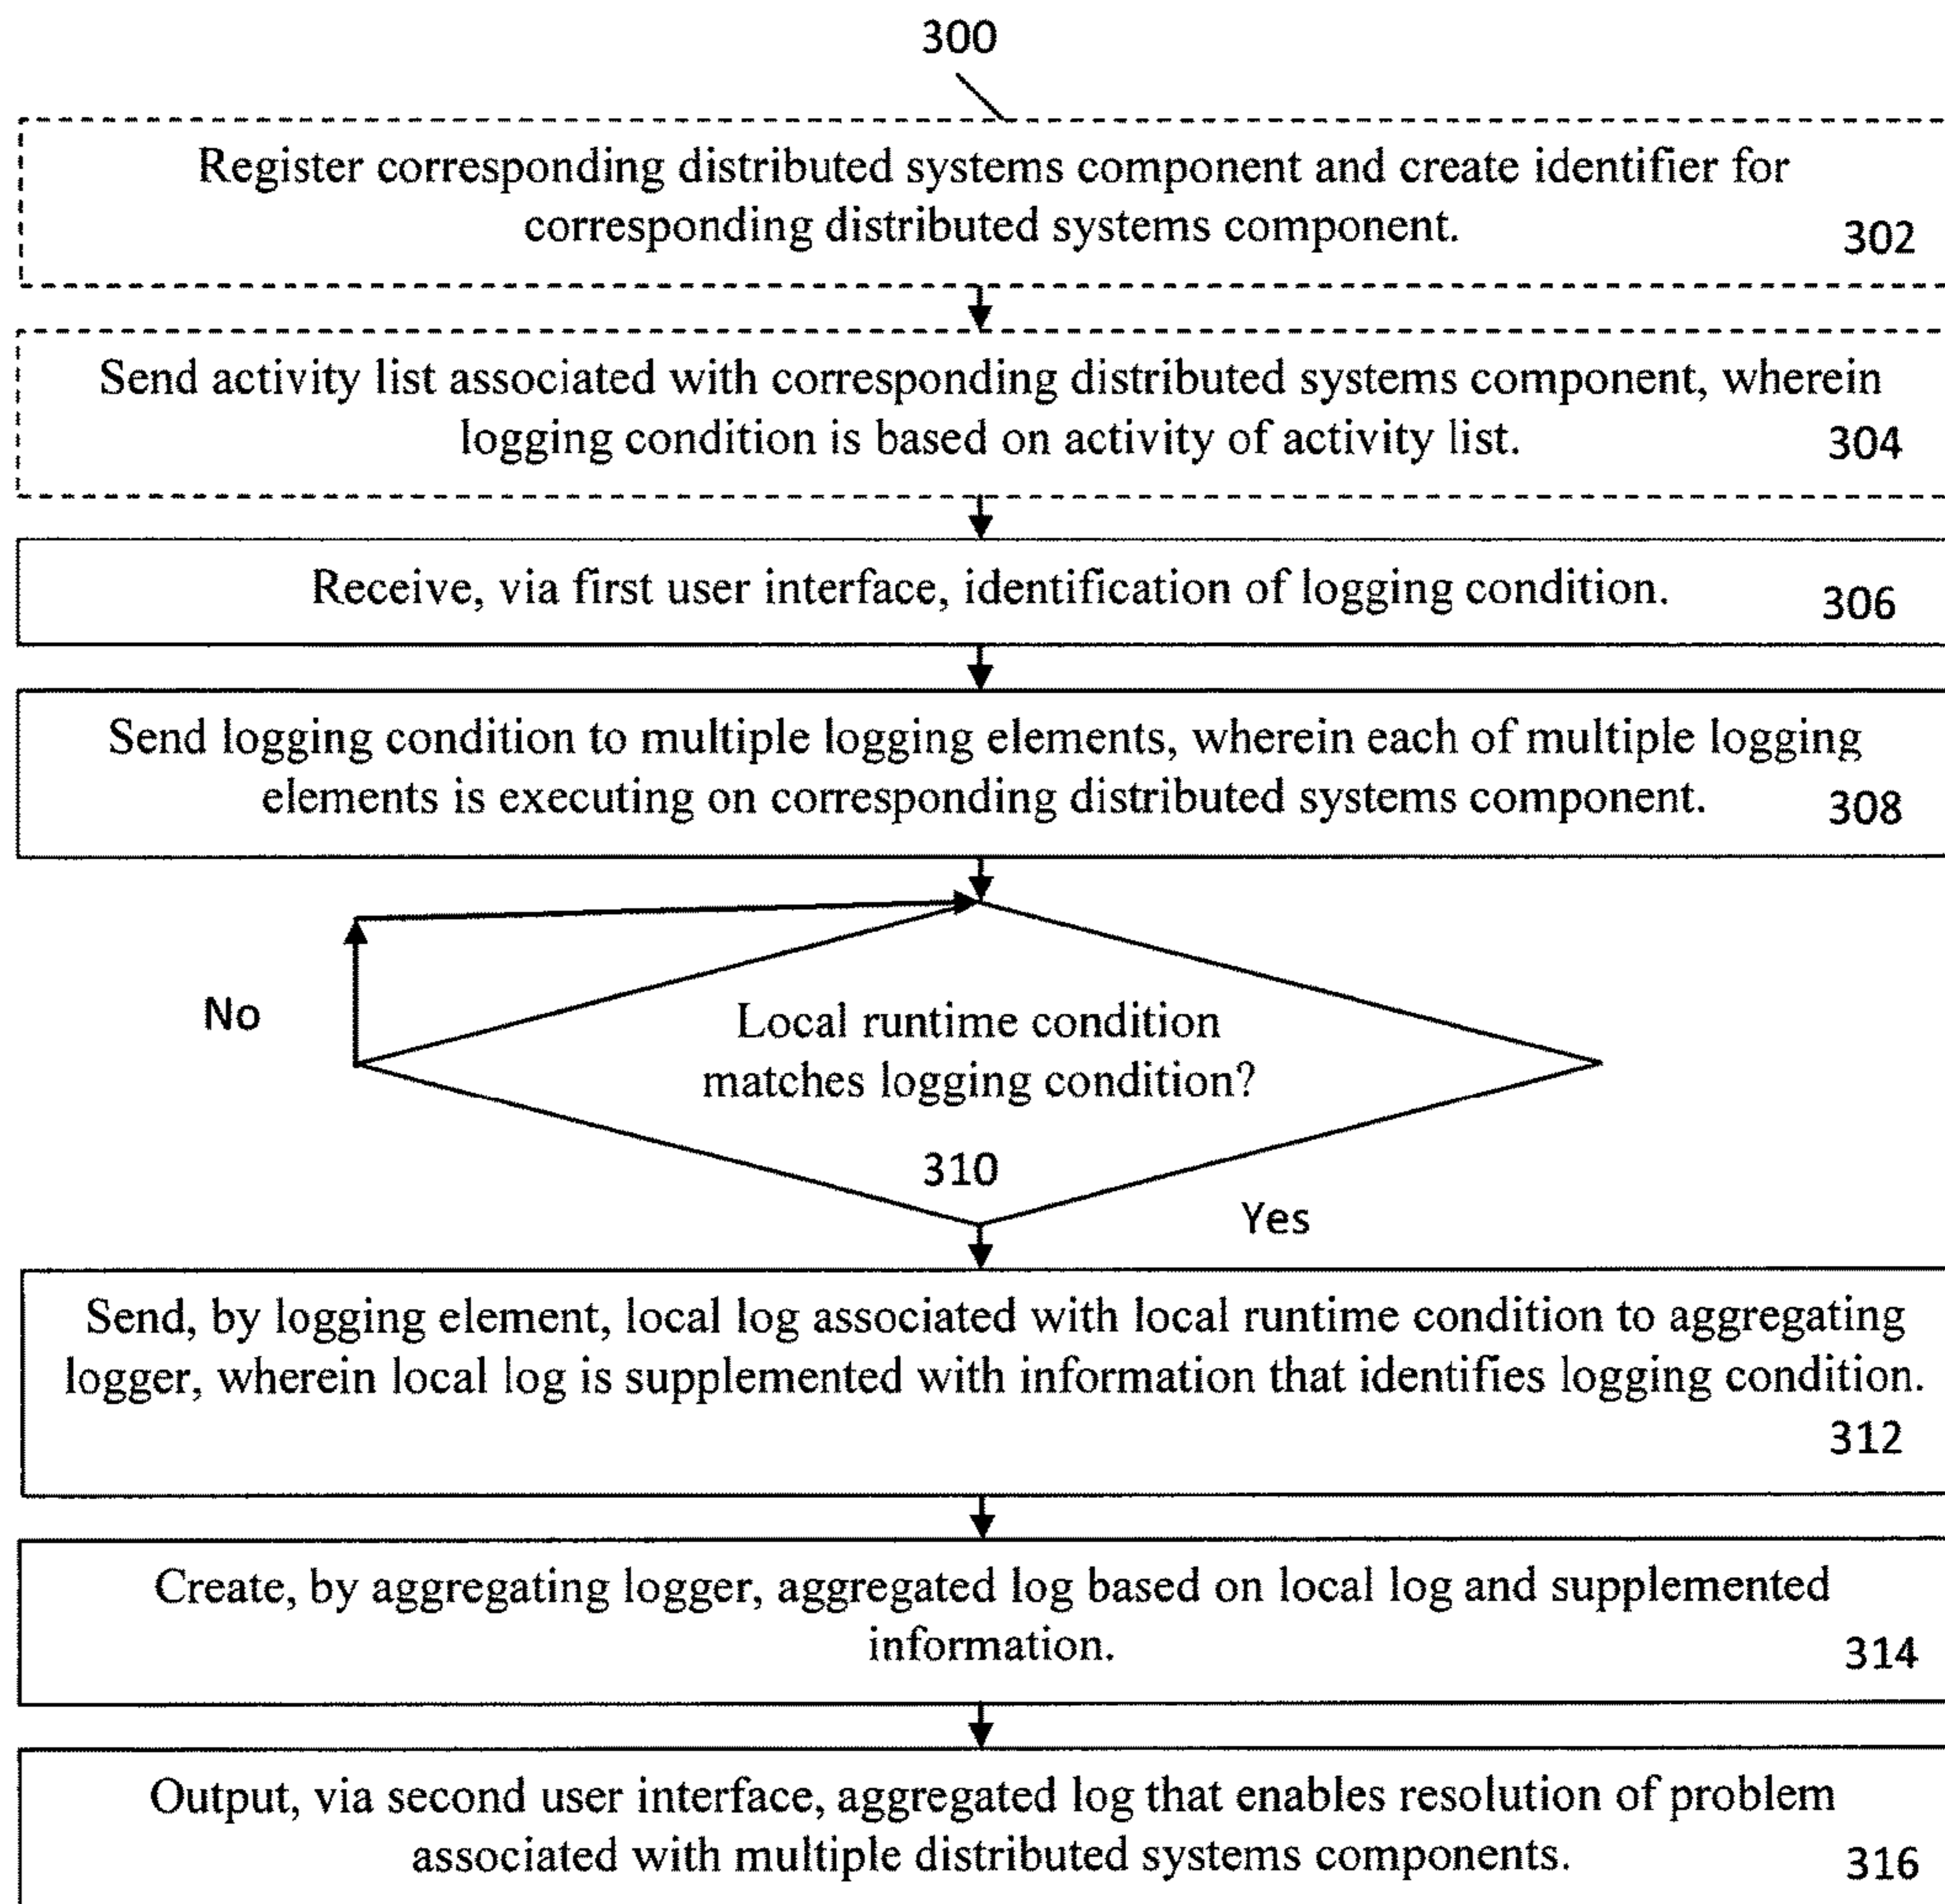 300
Register corresponding distributed systems component and create identifier for
corresponding distributed systems component.
302
Send activity list associated with corresponding distributed systems component, wherein
logging condition is based on activity of activity list.
304
Receive, via first user interface, identification of logging condition.
306
Send logging condition to multiple logging elements, wherein each of multiple logging
elements is executing on corresponding distributed systems component.
308
No
Local runtime condition
matches logging condition?
310
Yes
Send, by logging element, local log associated with local runtime condition to aggregating
logger, wherein local log is supplemented with information that identifies logging condition.
312
Create, by aggregating logger, aggregated log based on local log and supplemented
information.
314
Output, via second user interface, aggregated log that enables resolution of problem
associated with multiple distributed systems components.
316